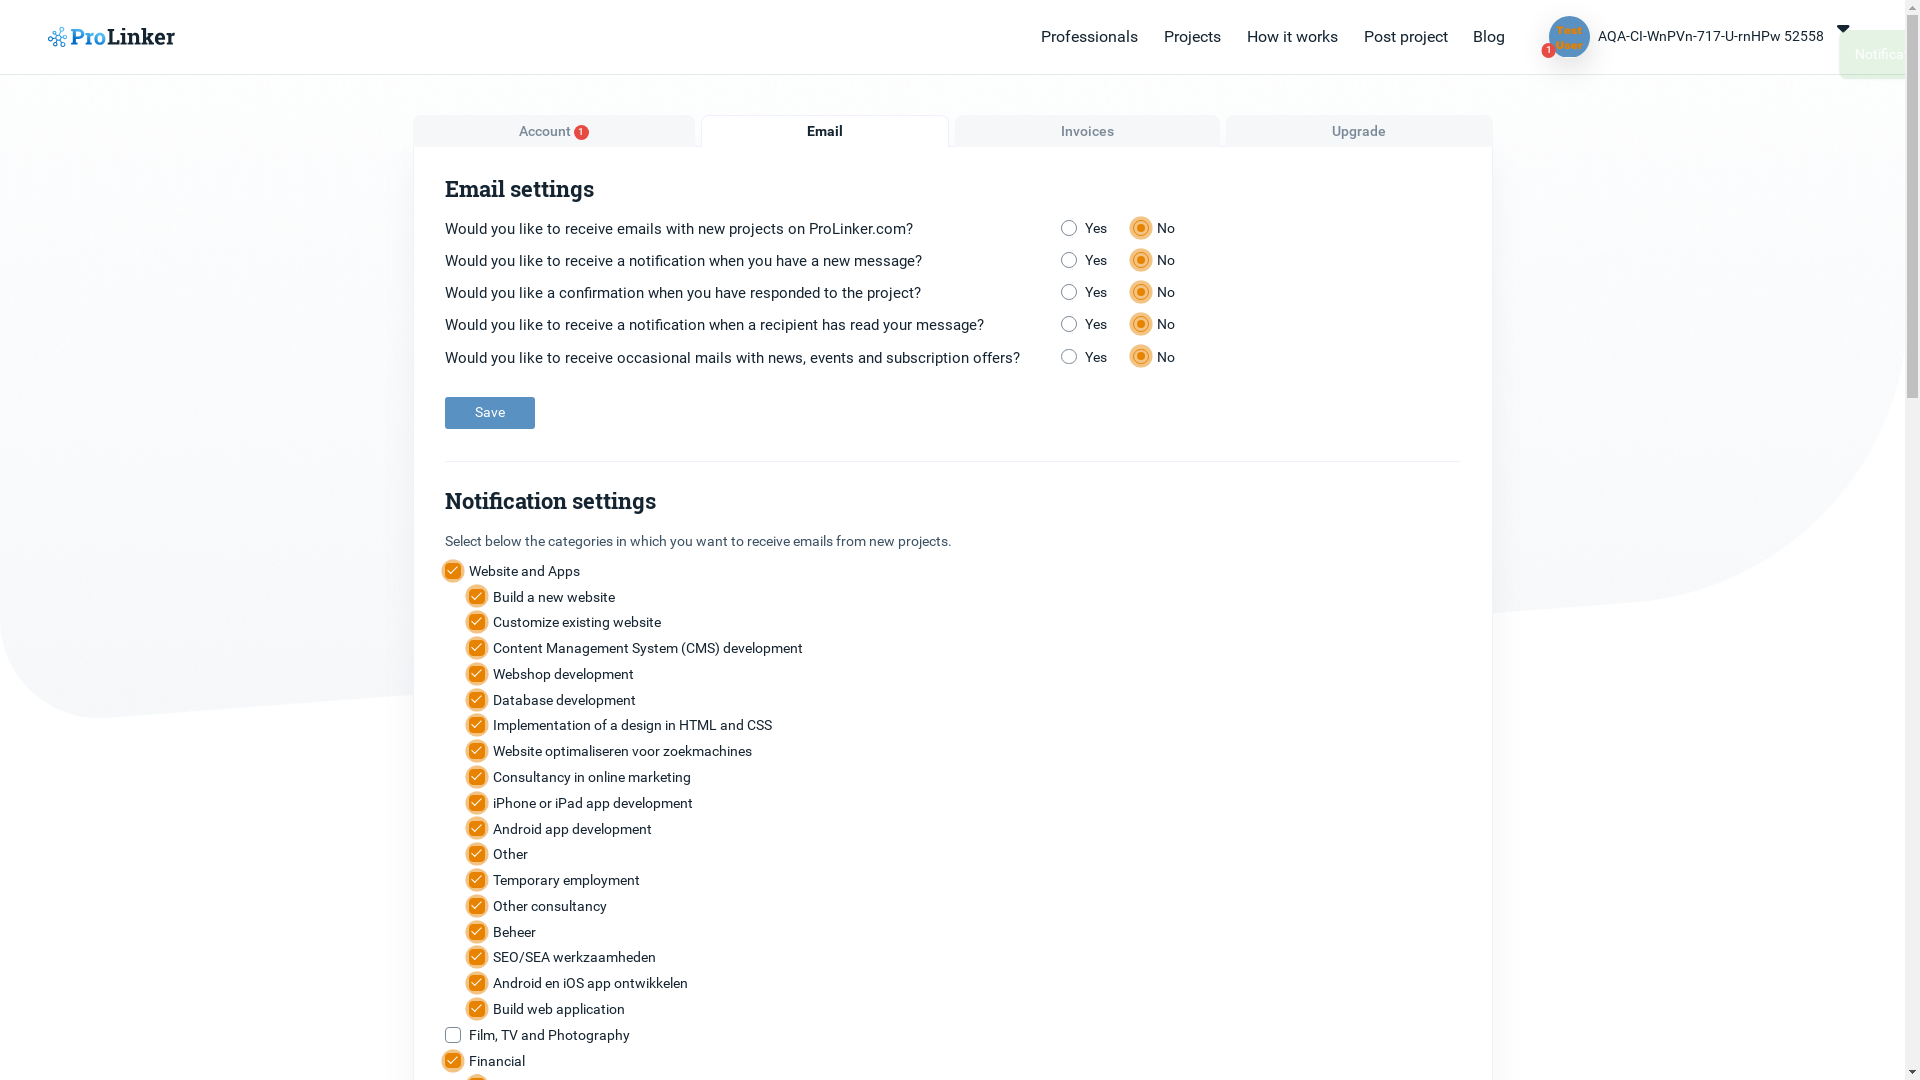 ProLinker
Professionals
Projects
How it works
Post project
Blog
Test
User
1
AQA-CI-WnPVn-717-U-rnHPw 52558
Account 1
Email
Invoices
Upgrade
Email settings
Would you like to receive emails with new projects on ProLinker.com? Yes No
Would you like to receive a notification when you have a new message? Yes No
Would you like a confirmation when you have responded to the project? Yes No
Would you like to receive a notification when a recipient has read your message? Yes No
Would you like to receive occasional mails with news, events and subscription offers? Yes No
Save
Notification settings
Select below the categories in which you want to receive emails from new projects.
Website and Apps
Build a new website
Customize existing website
Content Management System (CMS) development
Webshop development
Database development
Implementation of a design in HTML and CSS
Website optimaliseren voor zoekmachines
Consultancy in online marketing
iPhone or iPad app development
Android app development
Other
Temporary employment
Other consultancy
Beheer
SEO/SEA werkzaamheden
Android en iOS app ontwikkelen
Build web application
Film, TV and Photography
Financial